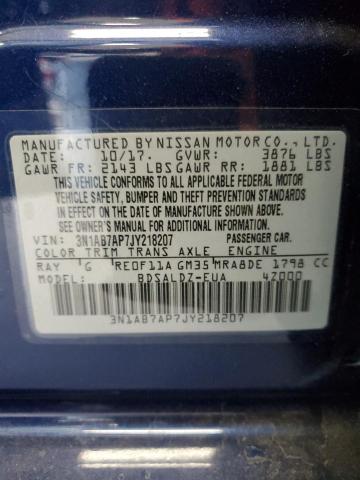 MANUFACTURED BY NISSAN MOTOR CO., LTD.
DATE: 10/17. GVWR: 3876 LBS
GAWR FR: 2143 LBS GAWR RR: 1881 LBS
THIS VEHICLE CONFORMS TO ALL APPLICABLE FEDERAL MOTOR
VEHICLE SAFETY, BUMPER, AND THEFT PREVENTION STANDARDS
IN EFFECT ON THE DATE OF MANUFACTURE SHOWN ABOVE.
SEE OWNER'S MANUAL FOR ADDITIONAL INFORMATION
VIN: 3N1AB7AP7JY218207 PASSENGER CAR.
COLOR TRIM TRANS AXLE ENGINE
RAY G RE0F11A GM35 MRA8DE 1798 CC
BDSALDZ-EUA 4Z000
3N1AB7AP7JY218207